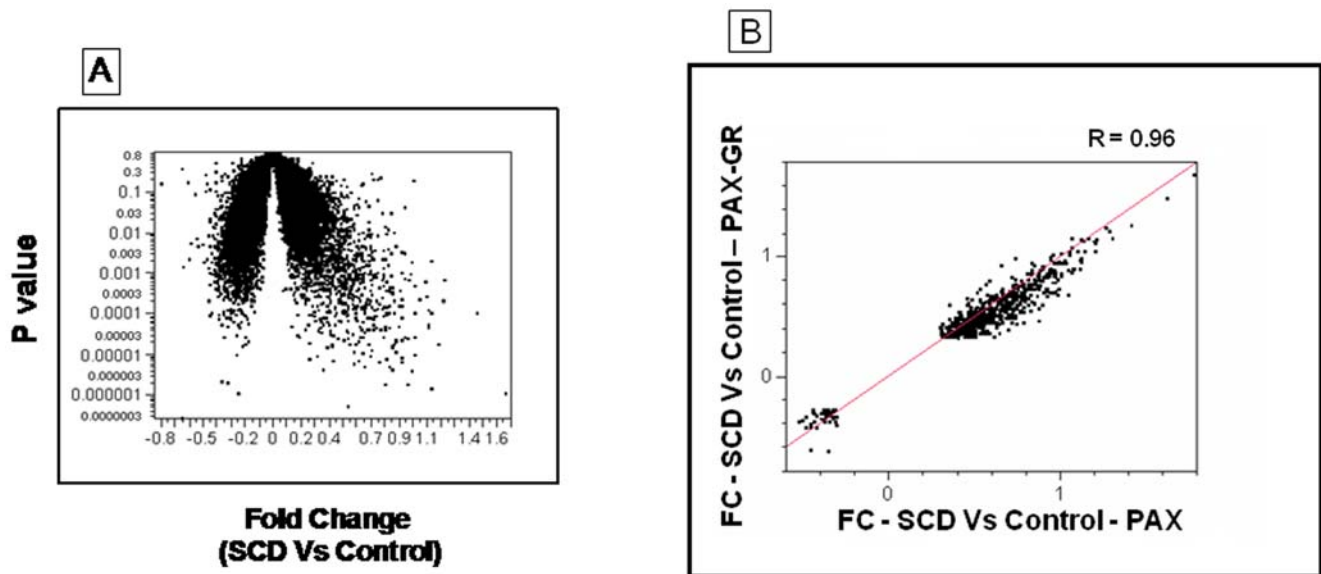 A
P value
0.8
0.3
0.1
0.03
0.01
0.003
0.001
0.0003
0.0001
0.00003
0.00001
0.000003
0.000001
0.0000003
-0.8 -0.5 -0.2 0 0.2 0.4 0.7 0.9 1.1 1.4 1.6
Fold Change
(SCD Vs Control)
B
R = 0.96
FC - SCD Vs Control – PAX-GR
1
0
0 1
FC - SCD Vs Control - PAX